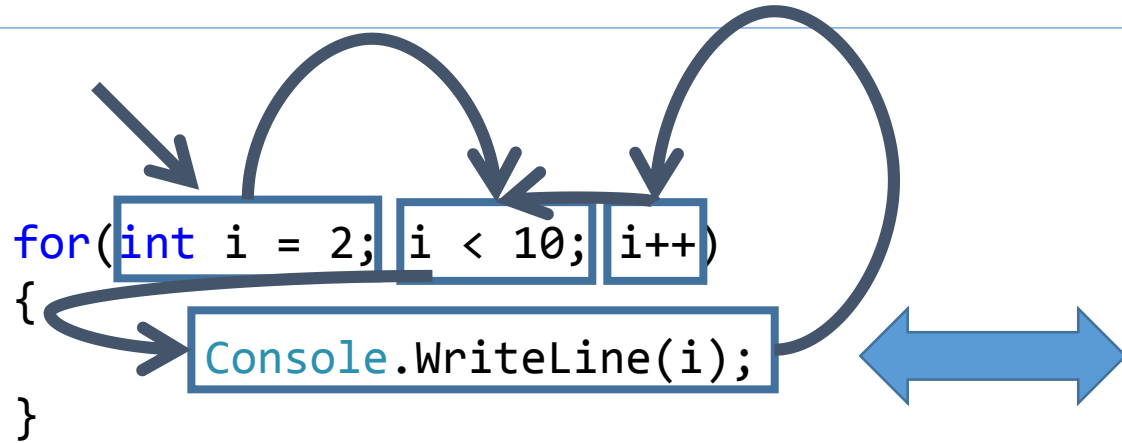 for(int i = 2; i < 10; i++)
{
Console.WriteLine(i);
}